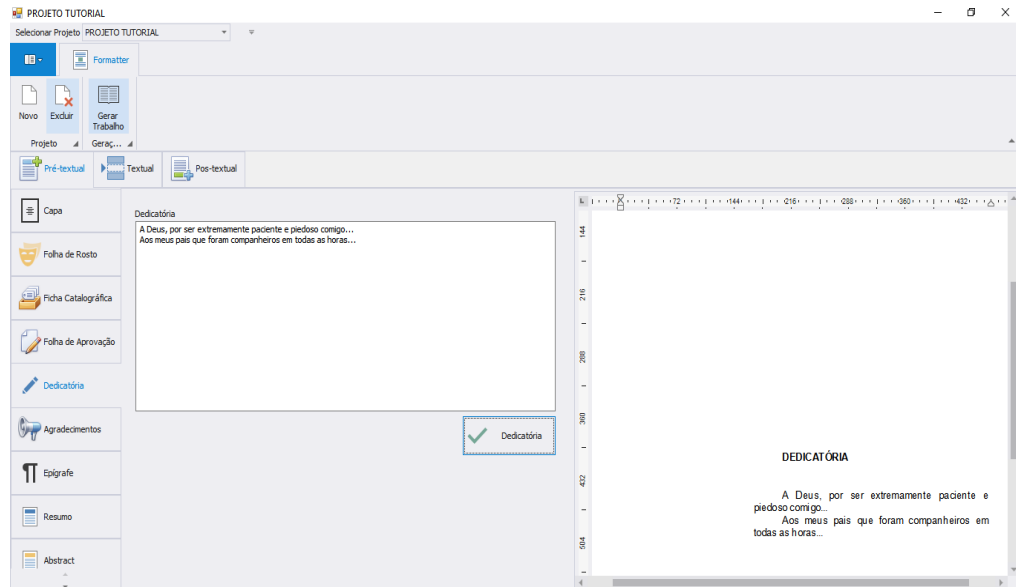 PROJETO TUTORIAL
Selecionar Projeto PROJETO TUTORIAL
Formatter
Novo
Excluir
Gerar
Trabalho
Projeto
Geraç...
Pré-textual
Textual
Pos-textual
Capa
Folha de Rosto
Ficha Catalográfica
Folha de Aprovação
Dedicatória
Agradecimentos
Epígrafe
Resumo
Abstract
Dedicatória
A Deus, por ser extremamente paciente e piedoso comigo...
Aos meus pais que foram companheiros em todas as horas...
Dedicatória
L
72 144 216 288 360 432
144
216
288
360
432
504
DEDICATÓRIA
A Deus, por ser extremamente paciente e
piedoso comigo...
Aos meus pais que foram companheiros em
todas as horas...